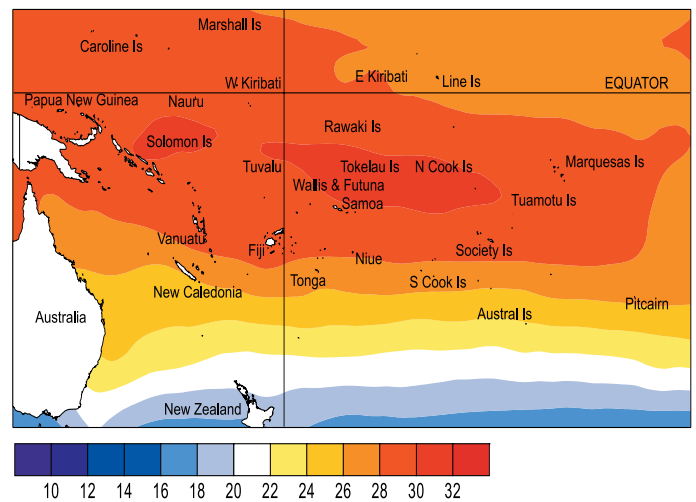 Marshall Is
Caroline Is
W Kiribati
E Kiribati
Line Is
EQUATOR
Papua New Guinea
Nauru
Rawaki Is
Solomon Is
Tuvalu
Tokelau Is
N Cook Is
Marquesas Is
Wallis & Futuna
Samoa
Tuamotu Is
Vanuatu
Fiji
Niue
Society Is
New Caledonia
Tonga
S Cook Is
Pitcairn
Australia
Austral Is
New Zealand
10 12 14 16 18 20 22 24 26 28 30 32